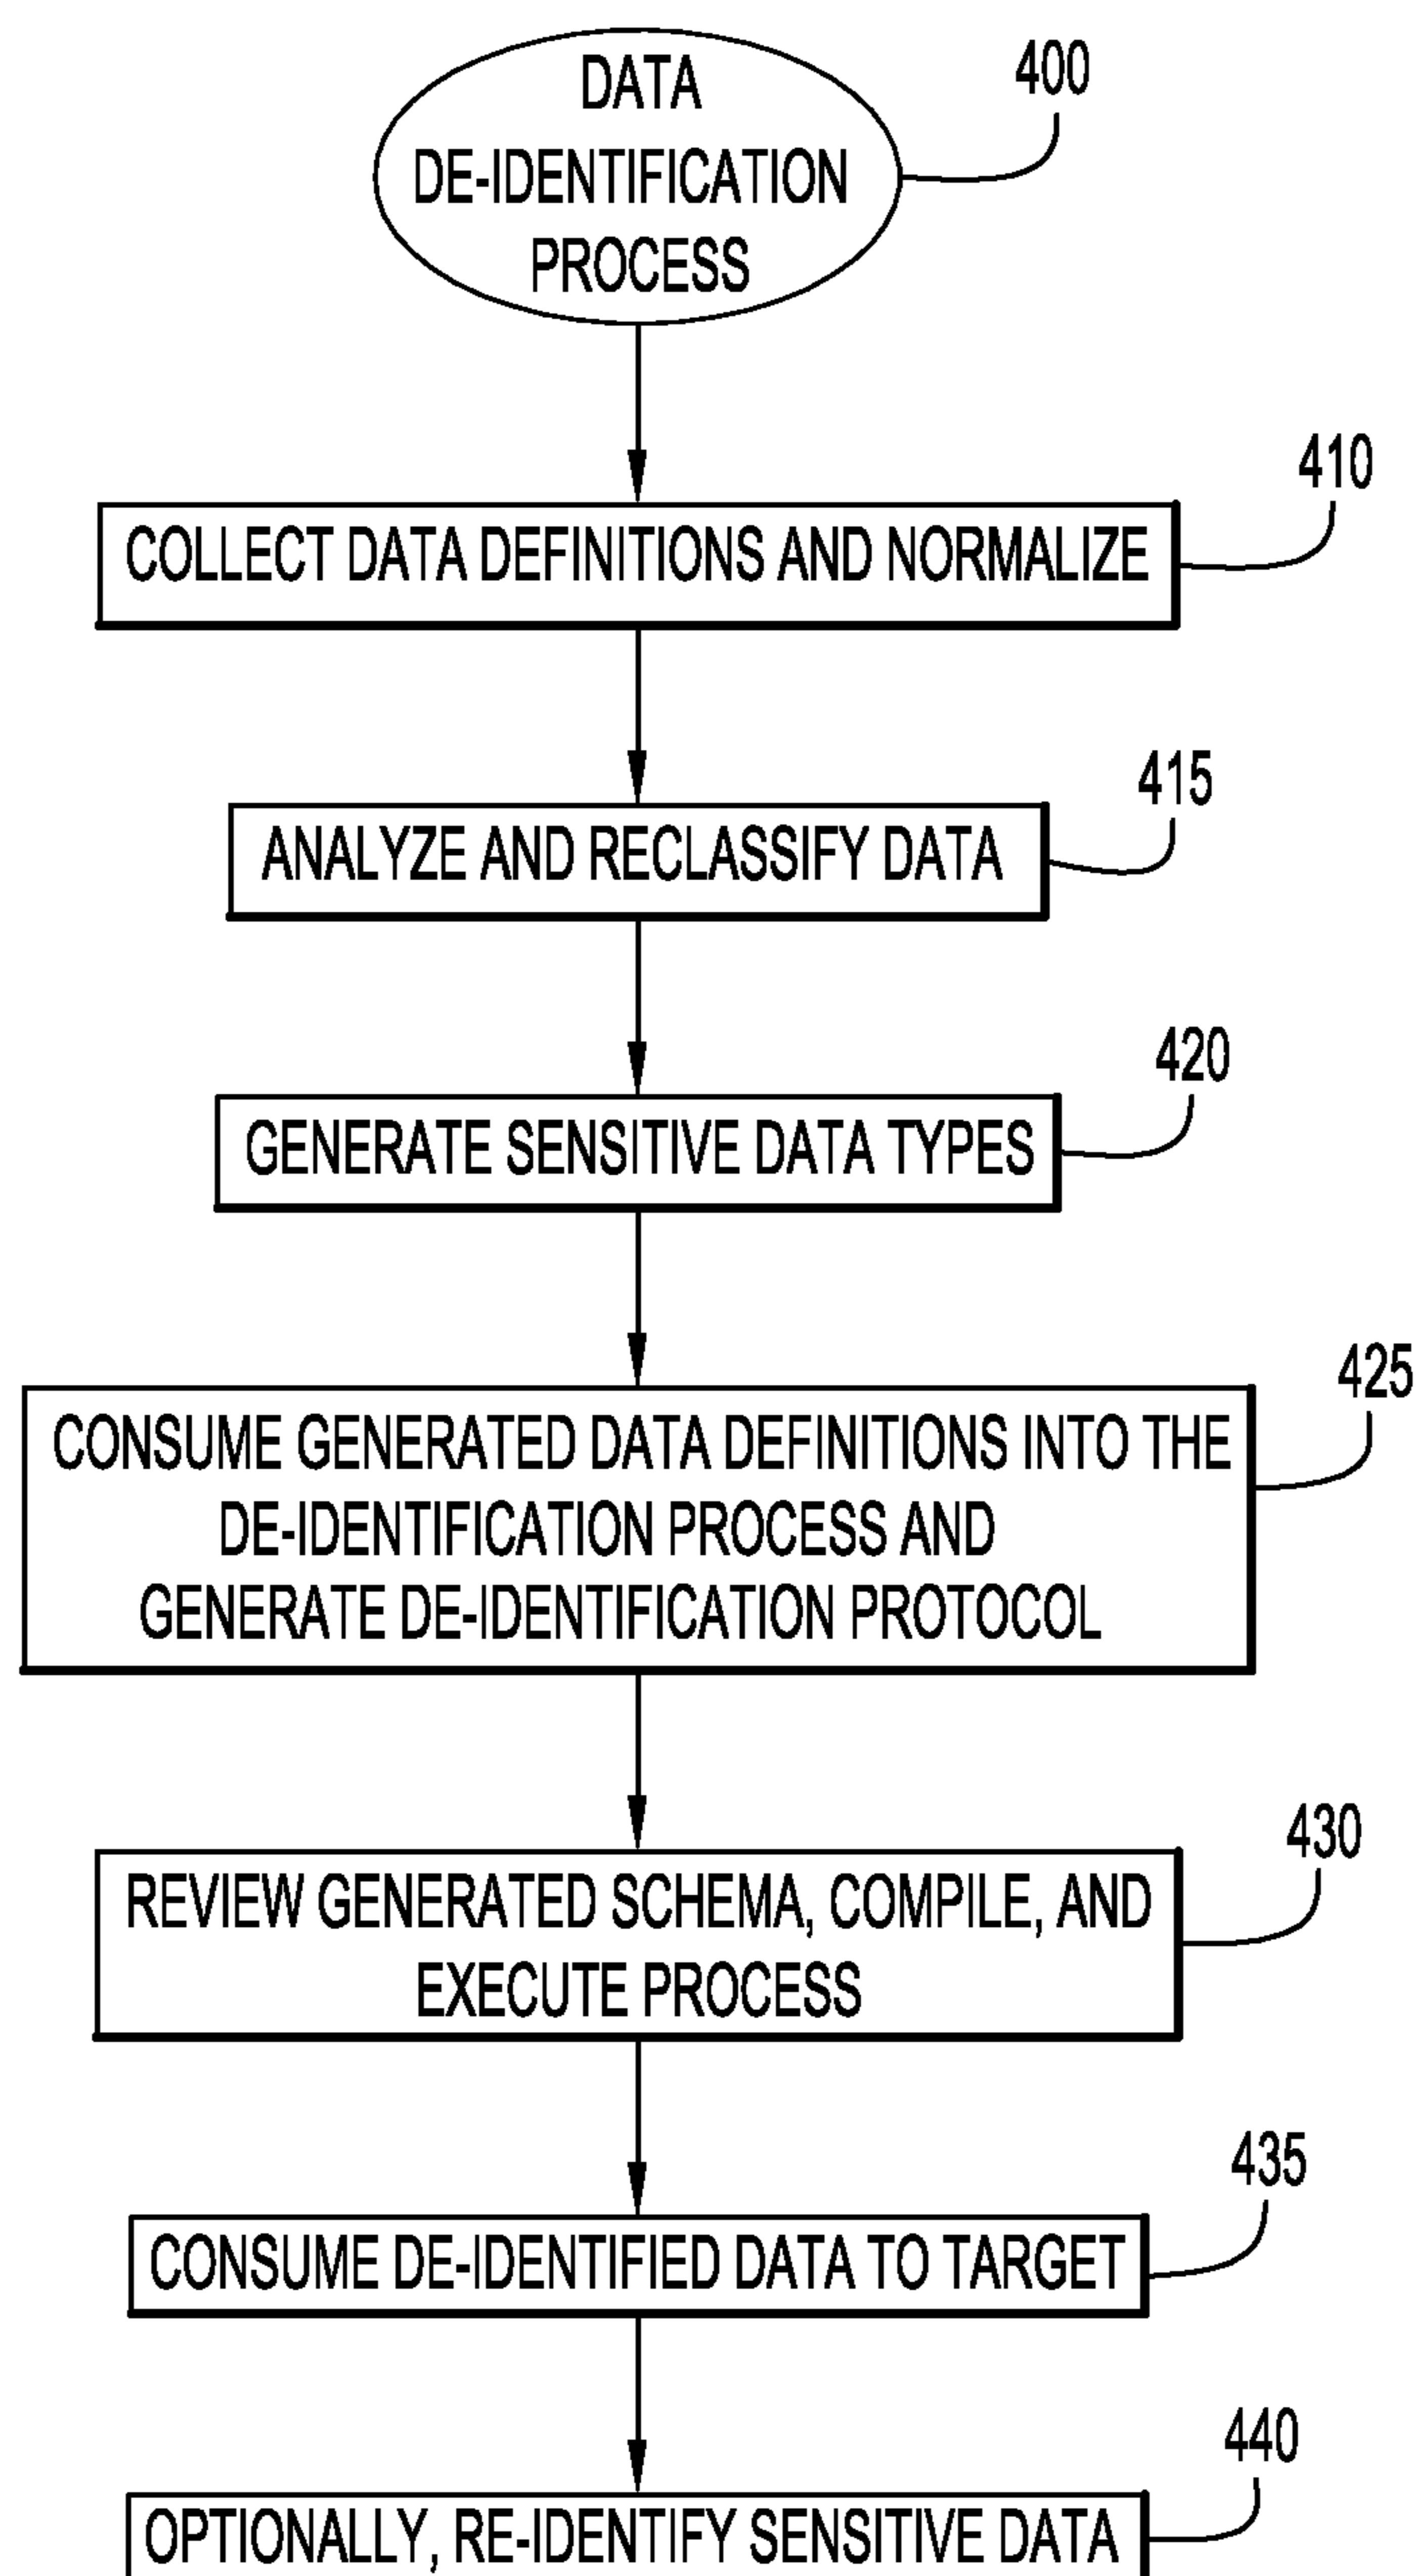 DATA
DE-IDENTIFICATION
PROCESS
400
410
COLLECT DATA DEFINITIONS AND NORMALIZE
415
ANALYZE AND RECLASSIFY DATA
420
GENERATE SENSITIVE DATA TYPES
425
CONSUME GENERATED DATA DEFINITIONS INTO THE
DE-IDENTIFICATION PROCESS AND
GENERATE DE-IDENTIFICATION PROTOCOL
430
REVIEW GENERATED SCHEMA, COMPILE, AND
EXECUTE PROCESS
435
CONSUME DE-IDENTIFIED DATA TO TARGET
440
OPTIONALLY, RE-IDENTIFY SENSITIVE DATA